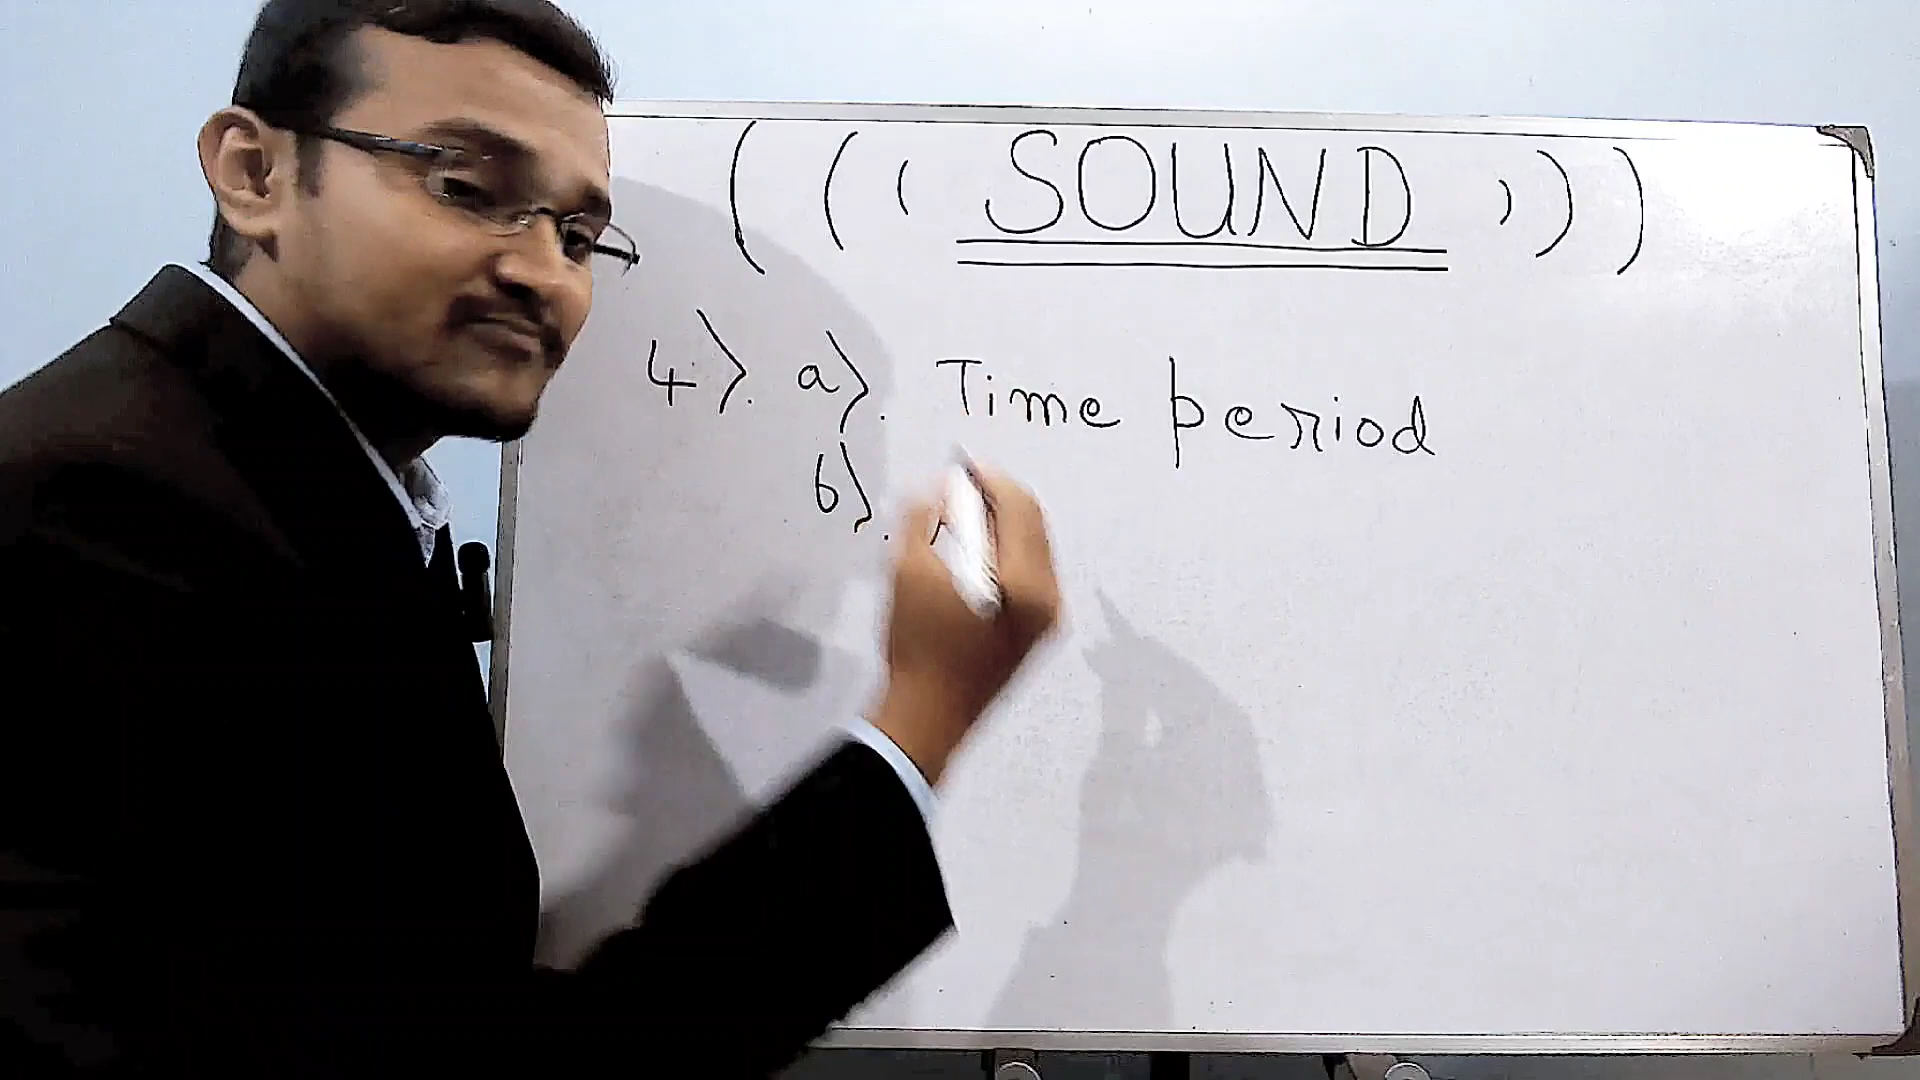 ( ( ( SOUND ) ) )
4). a). Time period
b).